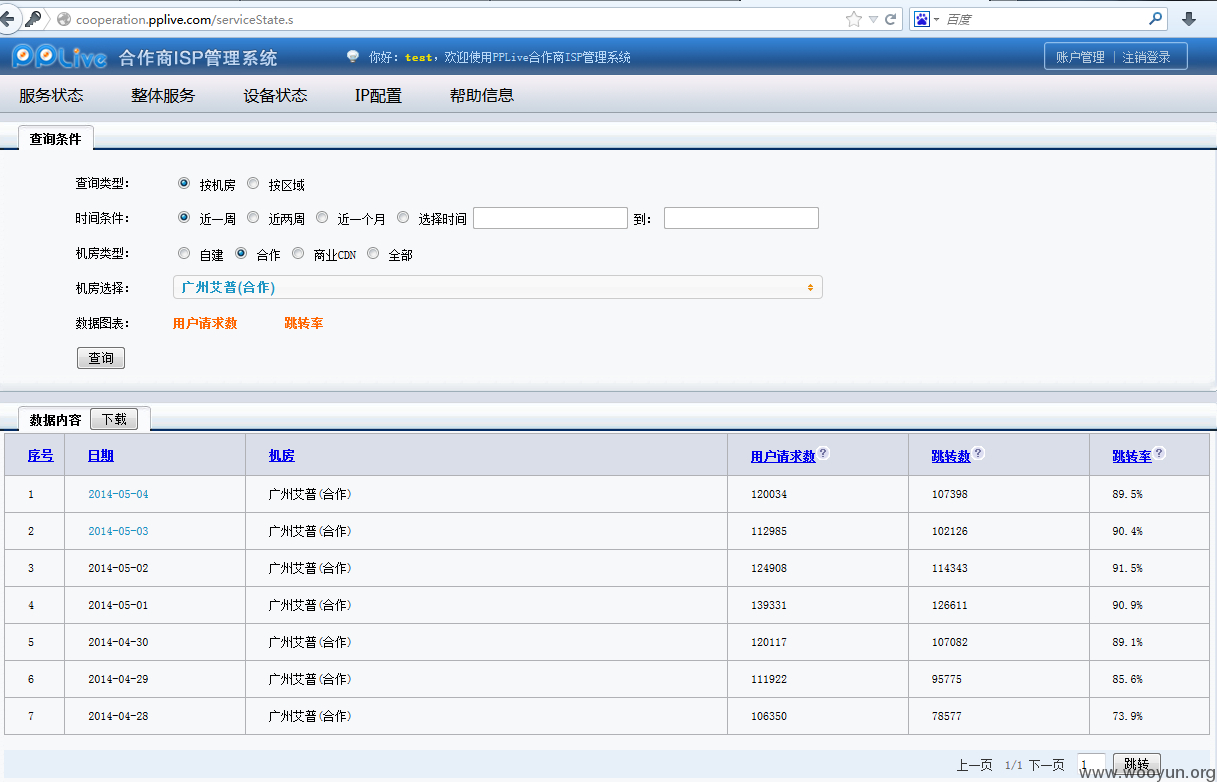 cooperation.pplive.com/serviceState.s 百度
PPLive 合作商ISP管理系统 你好：test，欢迎使用PPLive合作商ISP管理系统 账户管理 | 注销登录
服务状态 整体服务 设备状态 IP配置 帮助信息
查询条件
查询类型： 按机房 按区域
时间条件： 近一周 近两周 近一个月 选择时间 到：
机房类型： 自建 合作 商业CDN 全部
机房选择： 广州艾普(合作)
数据图表： 用户请求数 跳转率
查询
数据内容 下载
序号 日期 机房 用户请求数? 跳转数? 跳转率?
1 2014-05-04 广州艾普(合作) 120034 107398 89.5%
2 2014-05-03 广州艾普(合作) 112985 102126 90.4%
3 2014-05-02 广州艾普(合作) 124908 114343 91.5%
4 2014-05-01 广州艾普(合作) 139331 126611 90.9%
5 2014-04-30 广州艾普(合作) 120117 107082 89.1%
6 2014-04-29 广州艾普(合作) 111922 95775 85.6%
7 2014-04-28 广州艾普(合作) 106350 78577 73.9%
上一页 1/1 下一页 1 跳转
www.wooyun.org